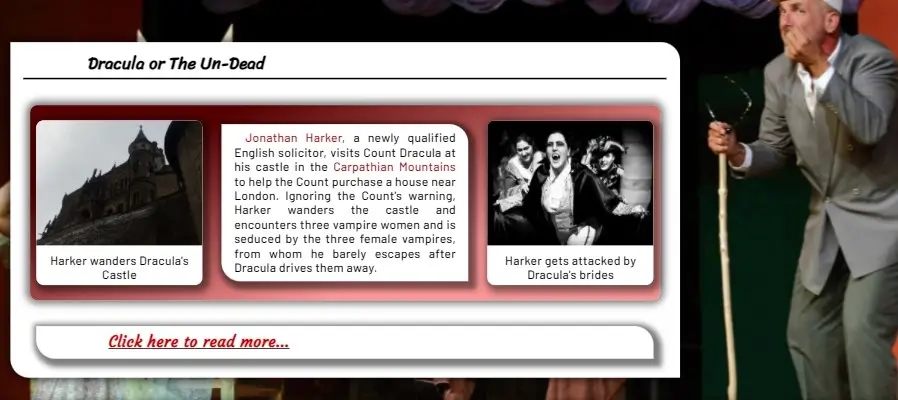 Dracula or The Un-Dead
Jonathan Harker, a newly qualified
English solicitor, visits Count Dracula at
his castle in the Carpathian Mountains
to help the Count purchase a house near
London. Ignoring the Count's warning,
Harker wanders the castle and
encounters three vampire women and is
seduced by the three female vampires,
from whom he barely escapes after
Dracula drives them away.
Harker wanders Dracula's
Castle
Harker gets attacked by
Dracula's brides
Click here to read more...